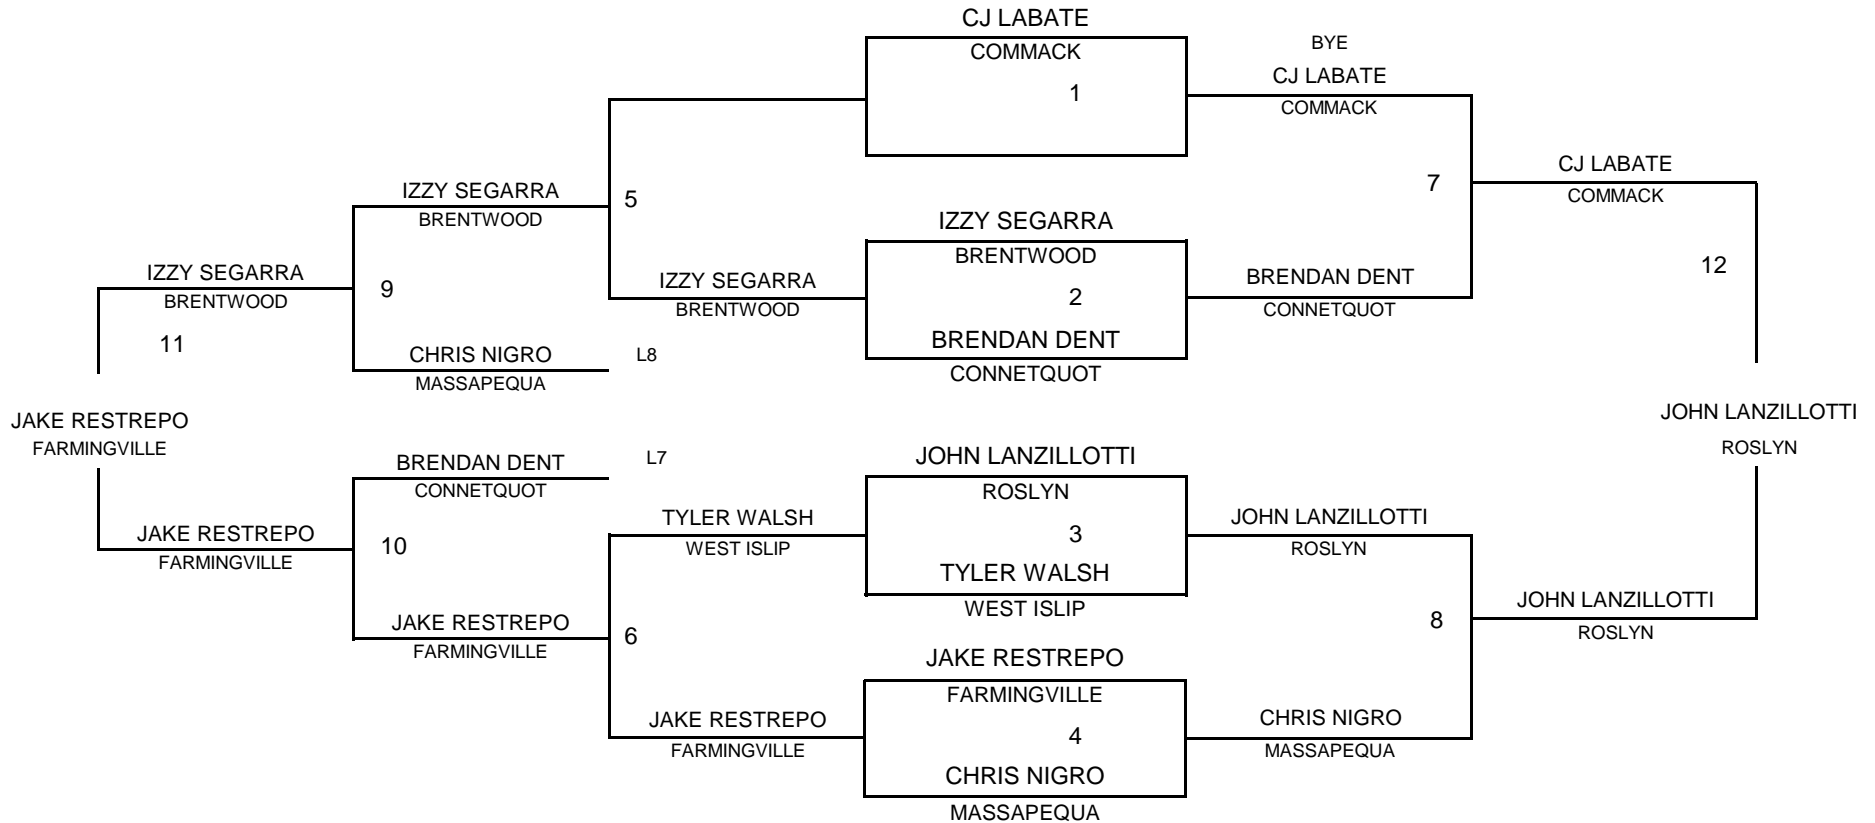 CJ LABATE
COMMACK
1
BYE
CJ LABATE
COMMACK
7
CJ LABATE
COMMACK
12
IZZY SEGARRA
BRENTWOOD
5
IZZY SEGARRA
BRENTWOOD
2
BRENDAN DENT
CONNETQUOT
BRENDAN DENT
CONNETQUOT
IZZY SEGARRA
BRENTWOOD
9
IZZY SEGARRA
BRENTWOOD
11
CHRIS NIGRO
MASSAPEQUA
L8
JAKE RESTREPO
FARMINGVILLE
JOHN LANZILLOTTI
ROSLYN
BRENDAN DENT
CONNETQUOT
L7
JOHN LANZILLOTTI
ROSLYN
3
TYLER WALSH
WEST ISLIP
TYLER WALSH
WEST ISLIP
JOHN LANZILLOTTI
ROSLYN
JAKE RESTREPO
FARMINGVILLE
10
JAKE RESTREPO
FARMINGVILLE
6
8
JOHN LANZILLOTTI
ROSLYN
JAKE RESTREPO
FARMINGVILLE
4
CHRIS NIGRO
MASSAPEQUA
JAKE RESTREPO
FARMINGVILLE
CHRIS NIGRO
MASSAPEQUA